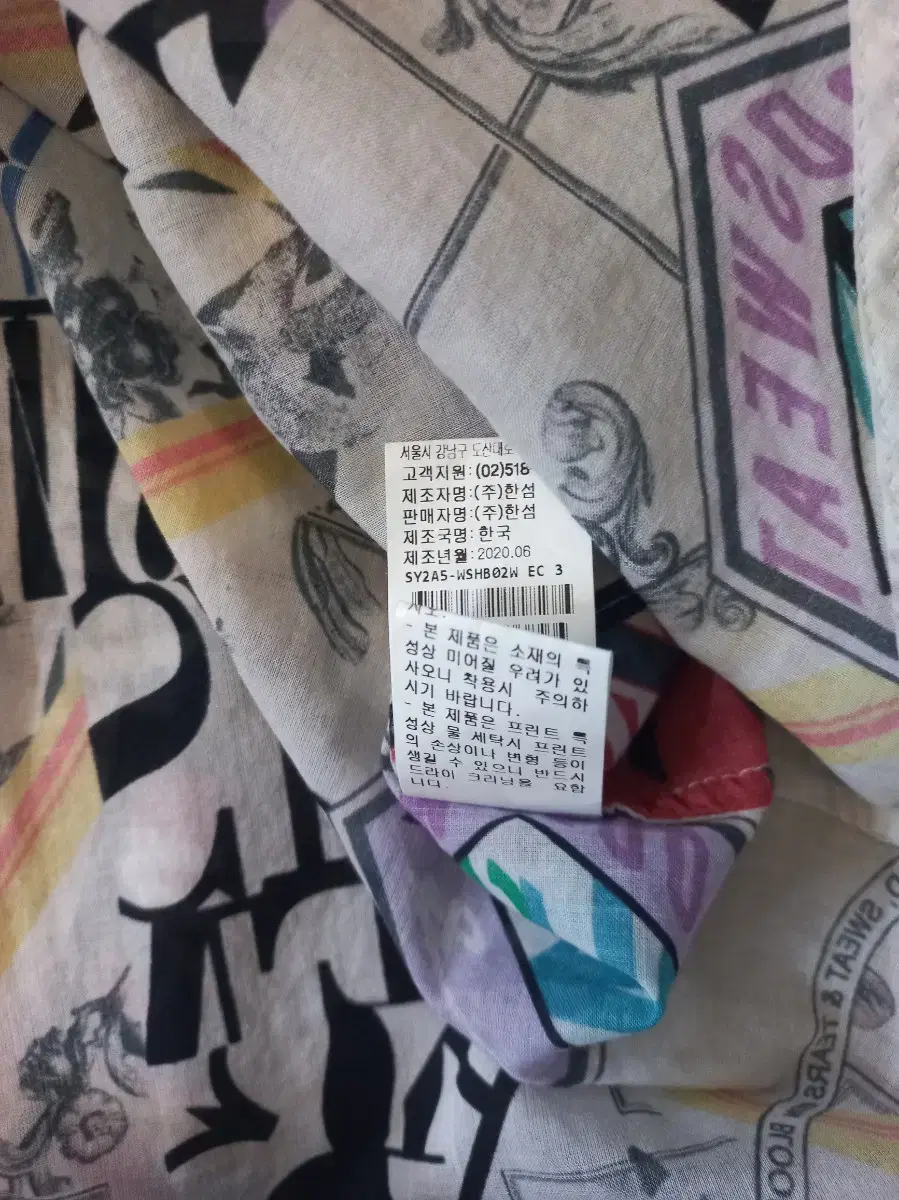 서울시 강남구 도산대로
고객지원: (02)518-
제조자명:(주)한섬
판매자명:(주)한섬
제조국명: 한국
제조년월: 2020.06
SY2A5-WSHB02W EC 3
- 본 제품은 소재의 특
성상 미어질 우려가 있
사오니 착용시 주의하
시기 바랍니다.
- 본 제품은 프린트 특
성상 물 세탁시 프린트
의 손상이나 변형 등이
생길 수 있으니 반드시
드라이 크리닝을 요합
니다.
SWEAT
SWEAT & TEARS
BLOO